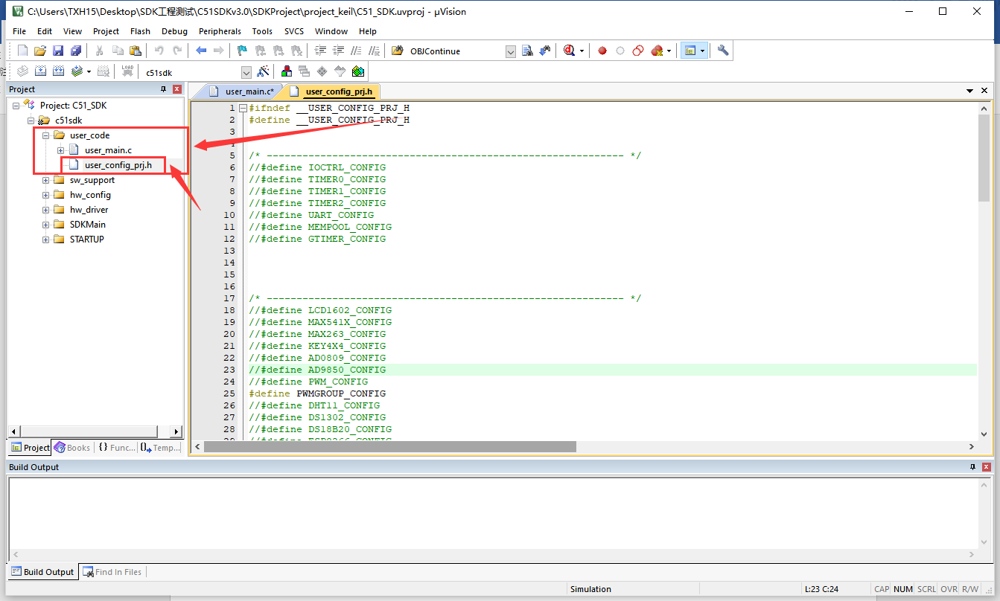 C:\Users\TXH15\Desktop\SDK工程测试\C51SDKv3.0\SDKProject\project_keil\C51_SDK.uvproj - µVision
File Edit View Project Flash Debug Peripherals Tools SVCS Window Help
OBJContinue
LOAD
c51sdk
Project
user_main.c*
user_config_prj.h
Project: C51_SDK
c51sdk
user_code
user_main.c
user_config_prj.h
sw_support
hw_config
hw_driver
SDKMain
STARTUP
1 #ifndef __USER_CONFIG_PRJ_H
2 #define __USER_CONFIG_PRJ_H
3
5 /* ------------------------------------------------------------ */
6 //#define IOCTRL_CONFIG
7 //#define TIMER0_CONFIG
8 //#define TIMER1_CONFIG
9 //#define TIMER2_CONFIG
10 //#define UART_CONFIG
11 //#define MEMPOOL_CONFIG
12 //#define GTIMER_CONFIG
13
14
15
16
17 /* ------------------------------------------------------------ */
18 //#define LCD1602_CONFIG
19 //#define MAX541X_CONFIG
20 //#define MAX263_CONFIG
21 //#define KEY4X4_CONFIG
22 //#define AD0809_CONFIG
23 //#define AD9850_CONFIG
24 //#define PWM_CONFIG
25 #define PWMGROUP_CONFIG
26 //#define DHT11_CONFIG
27 //#define DS1302_CONFIG
28 //#define DS18B20_CONFIG
Project Books {} Func... Temp...
Build Output
Build Output Find In Files
Simulation L:23 C:24 CAP NUM SCRL OVR R/W